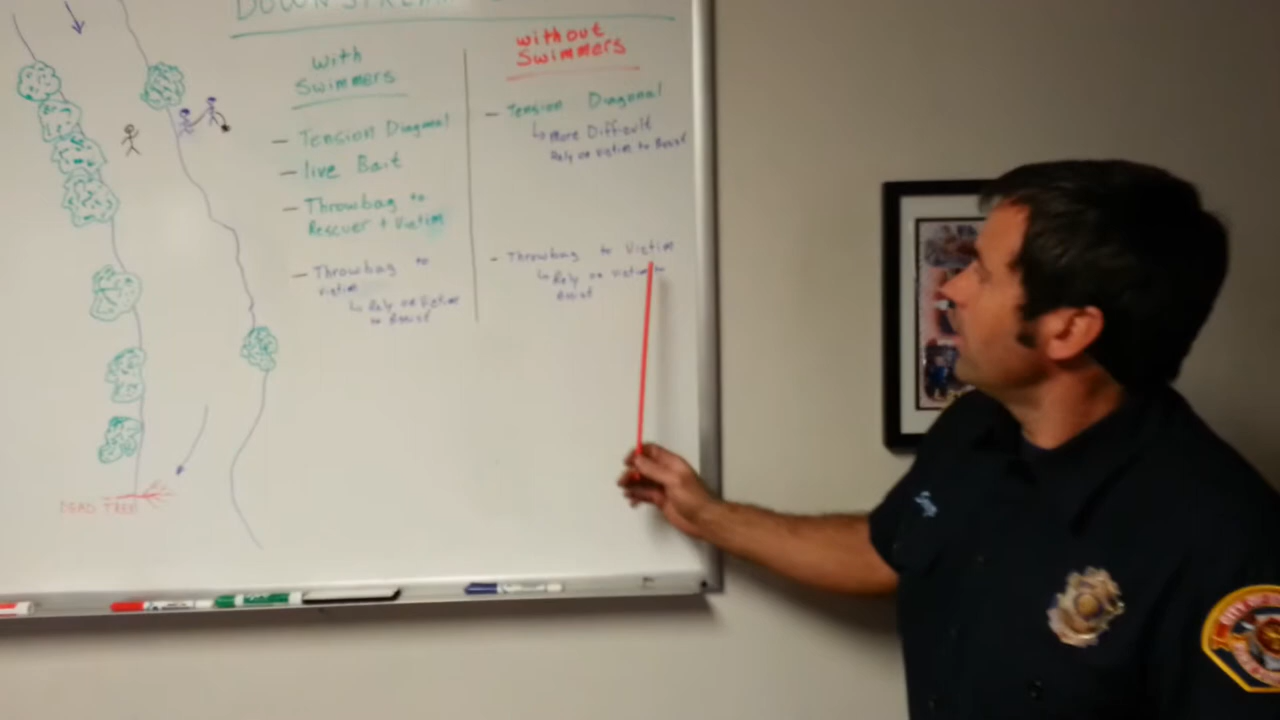 DOWNSTREAM
with
Swimmers
- Tension Diagonal
- live Bait
- Throwbag to
Rescuer + Victim
- Throwbag to
victim
↳ Rely on Victim
to Assist
without
Swimmers
- Tension Diagonal
↳ More Difficult
Rely on Victim to Assist
- Throwbag to Victim
↳ Rely on victim to
Assist
DEAD TREE